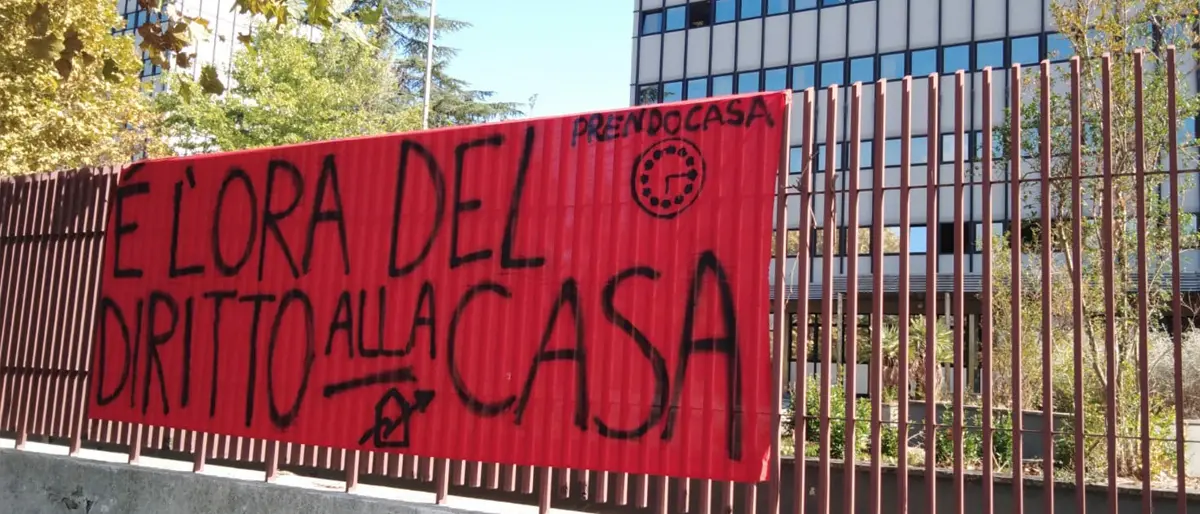 PRENDOCASA
É L'ORA DEL
DIRITTO ALLA CASA